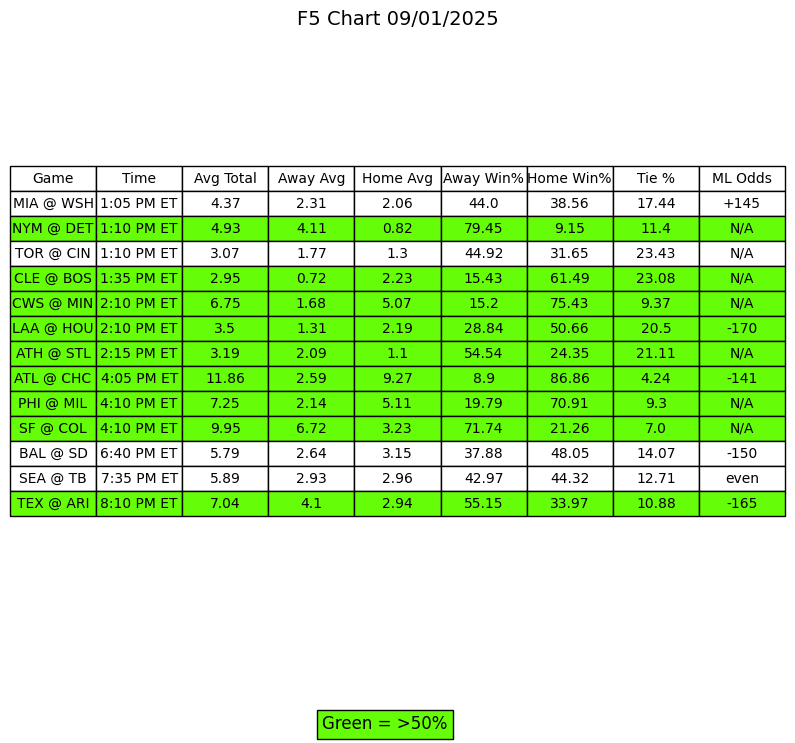 F5 Chart 09/01/2025
Game Time Avg Total Away Avg Home Avg Away Win% Home Win% Tie % ML Odds
MIA @ WSH 1:05 PM ET 4.37 2.31 2.06 44.0 38.56 17.44 +145
NYM @ DET 1:10 PM ET 4.93 4.11 0.82 79.45 9.15 11.4 N/A
TOR @ CIN 1:10 PM ET 3.07 1.77 1.3 44.92 31.65 23.43 N/A
CLE @ BOS 1:35 PM ET 2.95 0.72 2.23 15.43 61.49 23.08 N/A
CWS @ MIN 2:10 PM ET 6.75 1.68 5.07 15.2 75.43 9.37 N/A
LAA @ HOU 2:10 PM ET 3.5 1.31 2.19 28.84 50.66 20.5 -170
ATH @ STL 2:15 PM ET 3.19 2.09 1.1 54.54 24.35 21.11 N/A
ATL @ CHC 4:05 PM ET 11.86 2.59 9.27 8.9 86.86 4.24 -141
PHI @ MIL 4:10 PM ET 7.25 2.14 5.11 19.79 70.91 9.3 N/A
SF @ COL 4:10 PM ET 9.95 6.72 3.23 71.74 21.26 7.0 N/A
BAL @ SD 6:40 PM ET 5.79 2.64 3.15 37.88 48.05 14.07 -150
SEA @ TB 7:35 PM ET 5.89 2.93 2.96 42.97 44.32 12.71 even
TEX @ ARI 8:10 PM ET 7.04 4.1 2.94 55.15 33.97 10.88 -165
Green = >50%